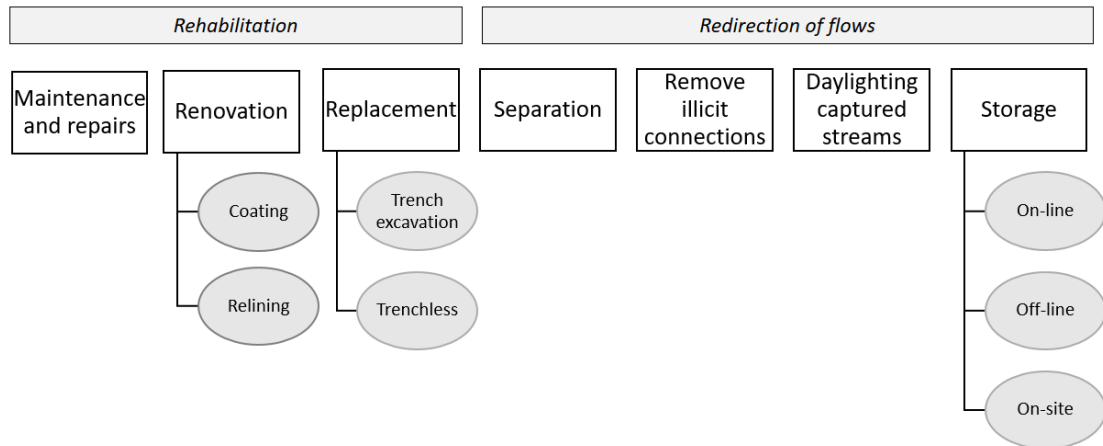 Rehabilitation
Redirection of flows
Maintenance
and repairs
Renovation
Replacement
Separation
Remove
illicit
connections
Daylighting
captured
streams
Storage
Coating
Relining
Trench
excavation
Trenchless
On-line
Off-line
On-site